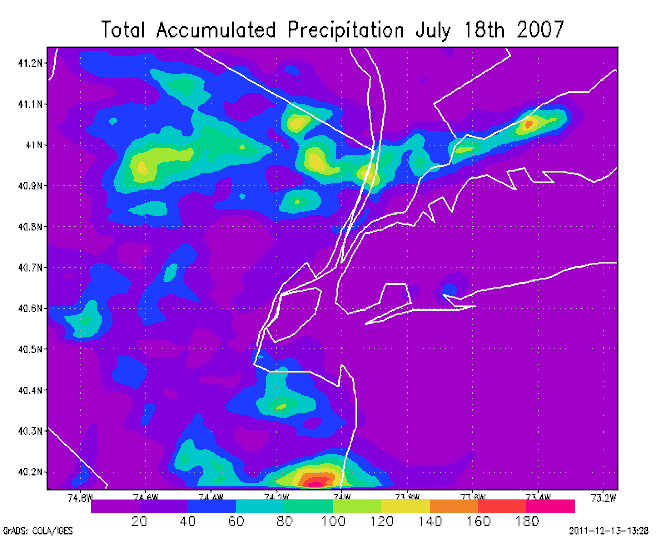 Total Accumulated Precipitation July 18th 2007
41.2N
41.1N
41N
40.9N
40.8N
40.7N
40.6N
40.5N
40.4N
40.3N
40.2N
74.8W 74.6W 74.4W 74.2W 74W 73.8W 73.6W 73.4W 73.2W
20 40 60 80 100 120 140 160 180
GrADS: COLA/IGES 2011-12-13-13:28